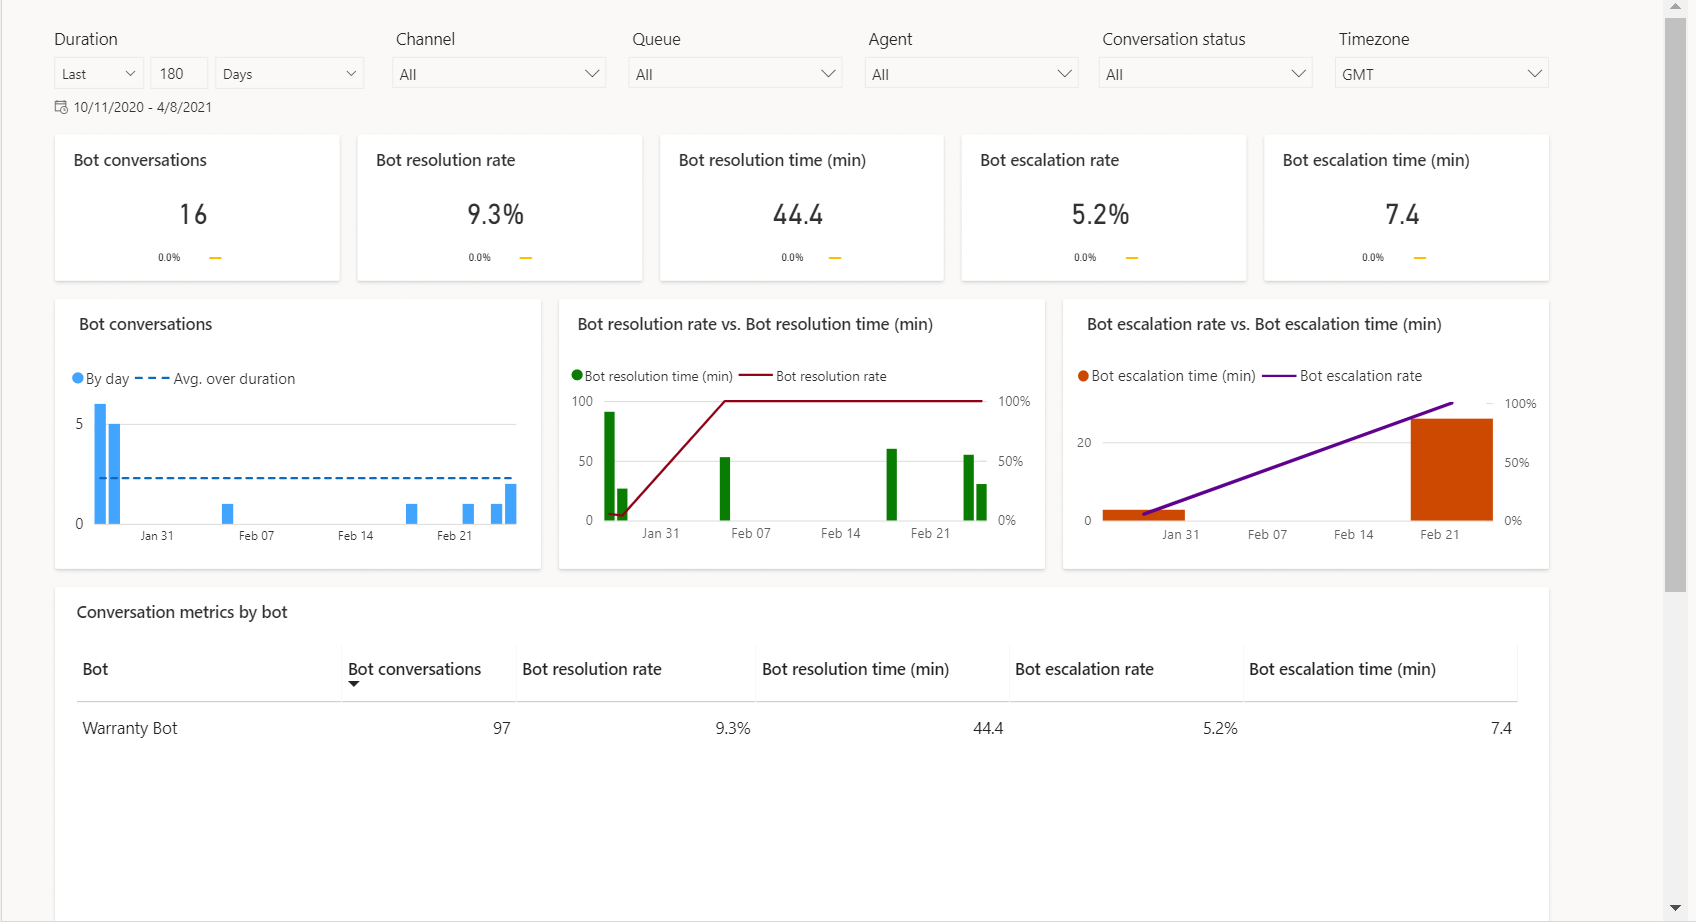 Duration Channel Queue Agent Conversation status Timezone
Last 180 Days All All All All GMT
10/11/2020 - 4/8/2021
Bot conversations
16
0.0%
Bot resolution rate
9.3%
0.0%
Bot resolution time (min)
44.4
0.0%
Bot escalation rate
5.2%
0.0%
Bot escalation time (min)
7.4
0.0%
Bot conversations
By day Avg. over duration
5
0
Jan 31 Feb 07 Feb 14 Feb 21
Bot resolution rate vs. Bot resolution time (min)
Bot resolution time (min) Bot resolution rate
100 100%
50 50%
0 0%
Jan 31 Feb 07 Feb 14 Feb 21
Bot escalation rate vs. Bot escalation time (min)
Bot escalation time (min) Bot escalation rate
100%
20
50%
0 0%
Jan 31 Feb 07 Feb 14 Feb 21
Conversation metrics by bot
Bot Bot conversations Bot resolution rate Bot resolution time (min) Bot escalation rate Bot escalation time (min)
Warranty Bot 97 9.3% 44.4 5.2% 7.4